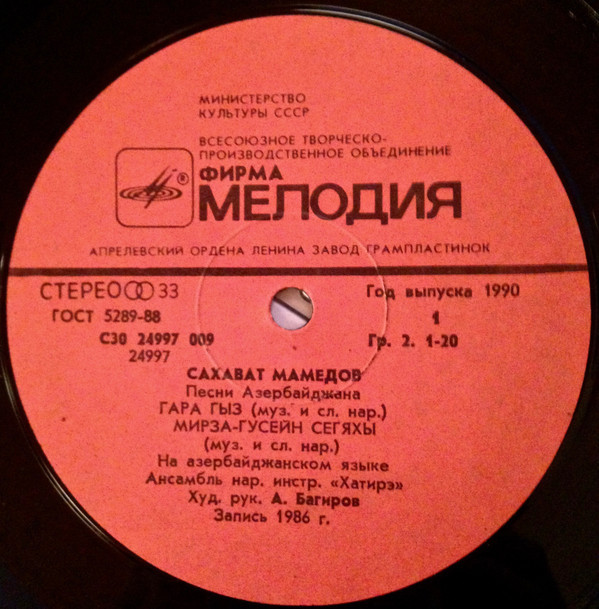 МИНИСТЕРСТВО
КУЛЬТУРЫ СССР
ВСЕСОЮЗНОЕ ТВОРЧЕСКО-
ПРОИЗВОДСТВЕННОЕ ОБЪЕДИНЕНИЕ
®
ФИРМА
МЕЛОДИЯ
АПРЕЛЕВСКИЙ ОРДЕНА ЛЕНИНА ЗАВОД ГРАМПЛАСТИНОК
СТЕРЕО 33
Год выпуска 1990
ГОСТ 5289-88
1
С30 24997 009
Гр. 2. 1-20
24997
САХАВАТ МАМЕДОВ
Песни Азербайджана
ГАРА ГЫЗ (муз. и сл. нар.)
МИРЗА-ГУСЕЙН СЕГЯХЫ
(муз. и сл. нар.)
На азербайджанском языке
Ансамбль нар. инстр. «Хатирэ»
Худ. рук. А. Багиров
Запись 1986 г.